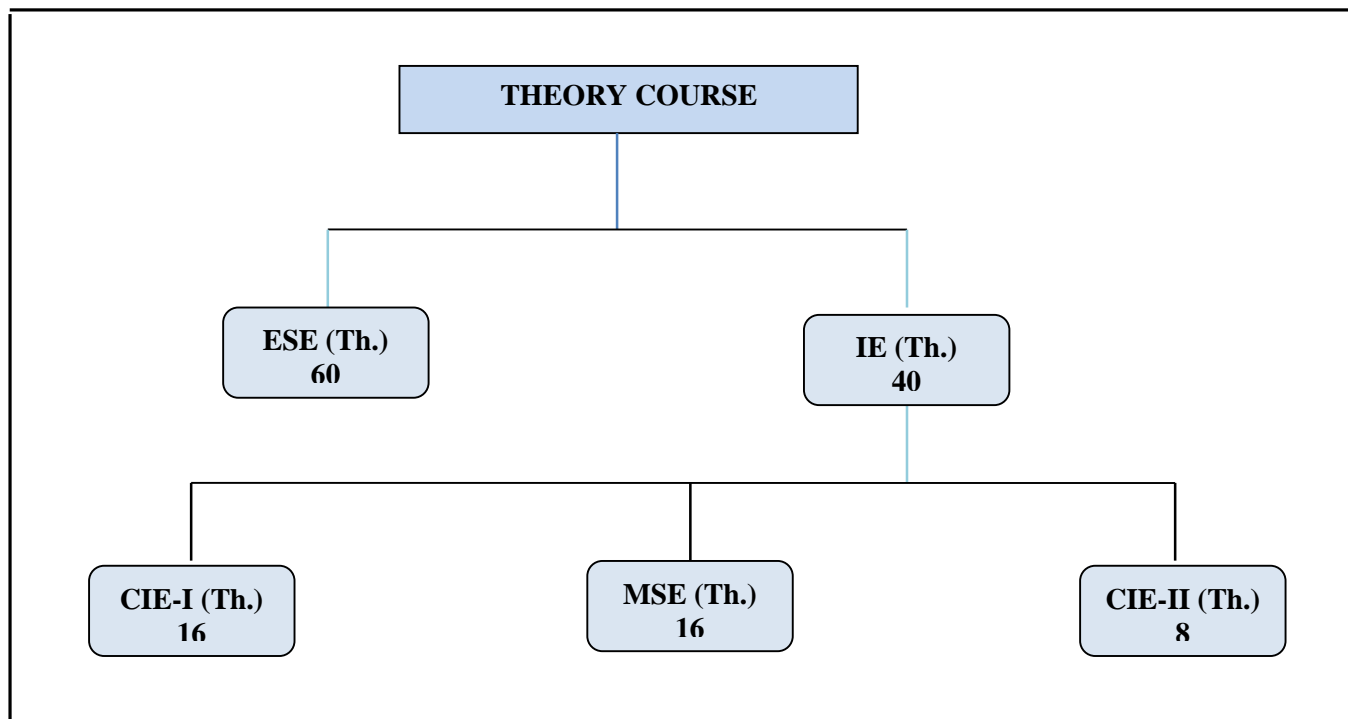 THEORY COURSE
ESE (Th.)
60
IE (Th.)
40
CIE-I (Th.)
16
MSE (Th.)
16
CIE-II (Th.)
8